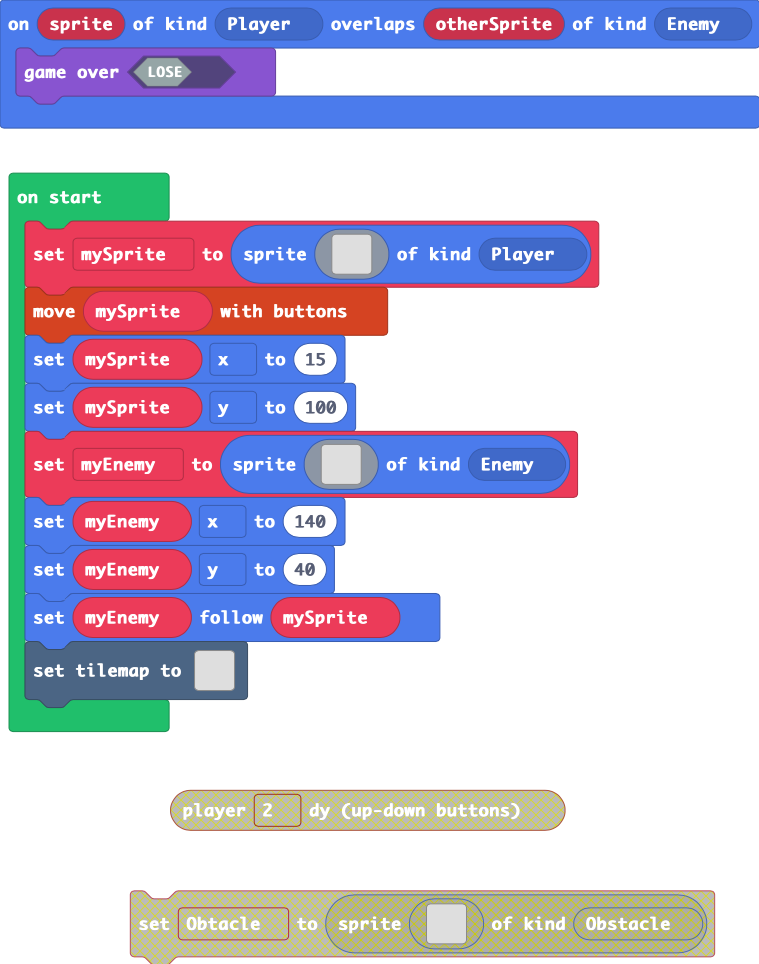 on sprite of kind Player overlaps otherSprite of kind Enemy
game over LOSE
on start
set mySprite to sprite of kind Player
move mySprite with buttons
set mySprite x to 15
set mySprite y to 100
set myEnemy to sprite of kind Enemy
set myEnemy x to 140
set myEnemy y to 40
set myEnemy follow mySprite
set tilemap to
player 2 dy (up-down buttons)
set Obtacle to sprite of kind Obstacle